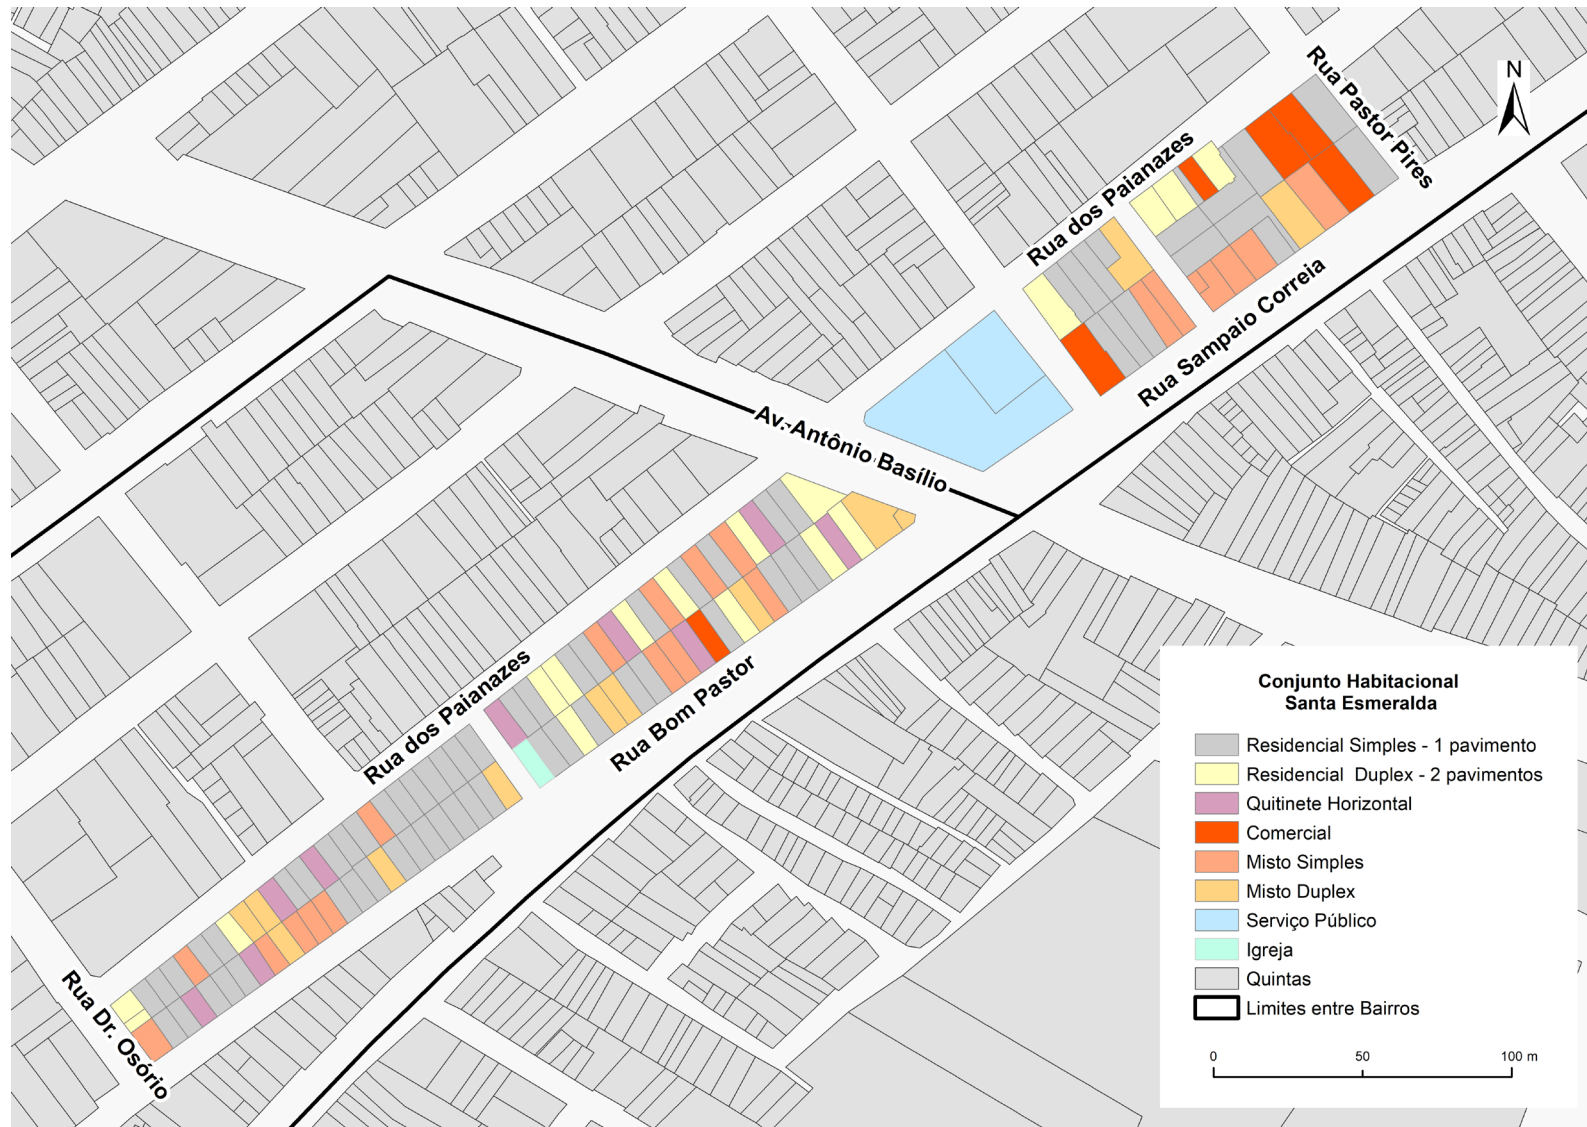 Rua Pastor Pires
N
Rua dos Paianazes
Rua Sampaio Correia
Av. Antônio Basílio
Rua dos Paianazes
Rua Bom Pastor
Rua Dr. Osório
Conjunto Habitacional
Santa Esmeralda
Residencial Simples - 1 pavimento
Residencial Duplex - 2 pavimentos
Quitinete Horizontal
Comercial
Misto Simples
Misto Duplex
Serviço Público
Igreja
Quintas
Limites entre Bairros
0 50 100 m